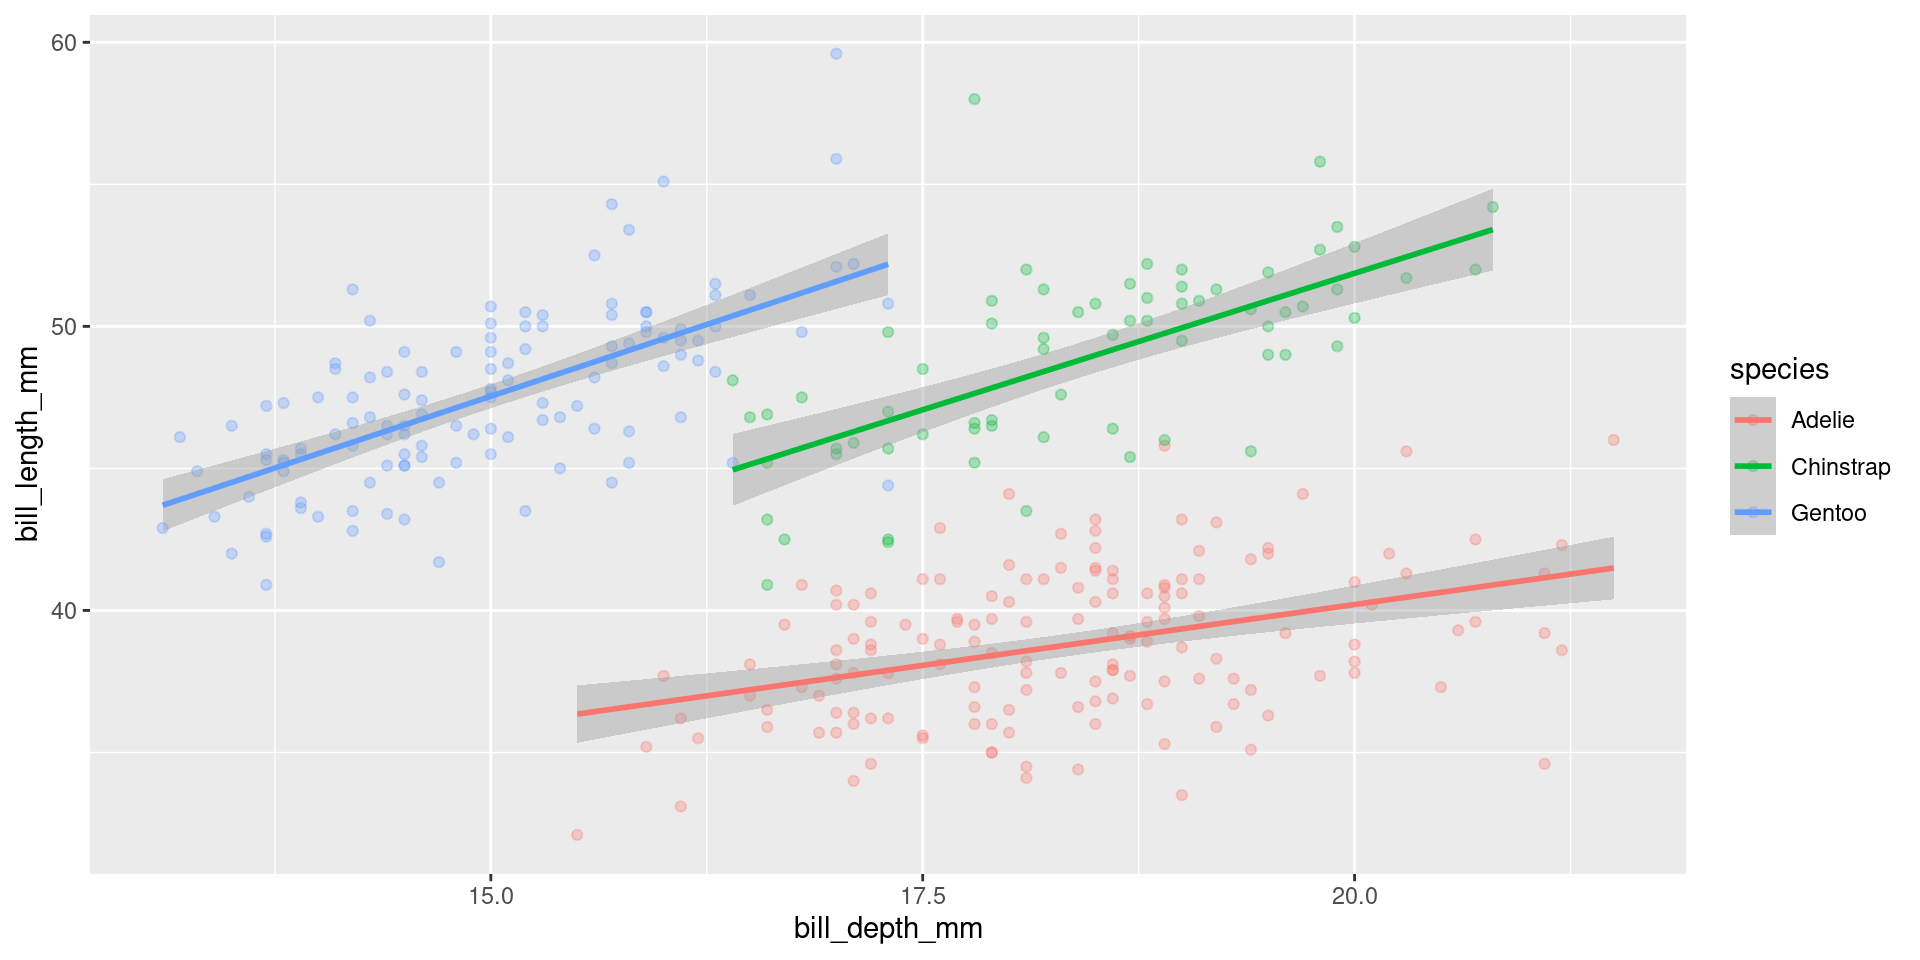 60
50
40
bill_length_mm
15.0
17.5
20.0
bill_depth_mm
species
Adelie
Chinstrap
Gentoo